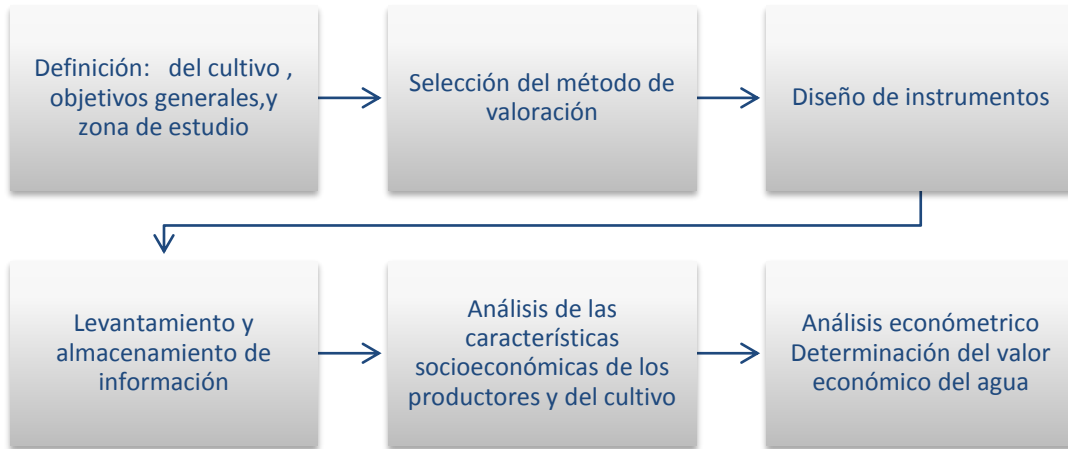 Definición:   del cultivo ,
objetivos generales,y
zona de estudio
Selección del método de
valoración
Diseño de instrumentos
Levantamiento y
almacenamiento de
información
Análisis de las
características
socioeconómicas de los
productores y del cultivo
Análisis económetrico
Determinación del valor
económico del agua